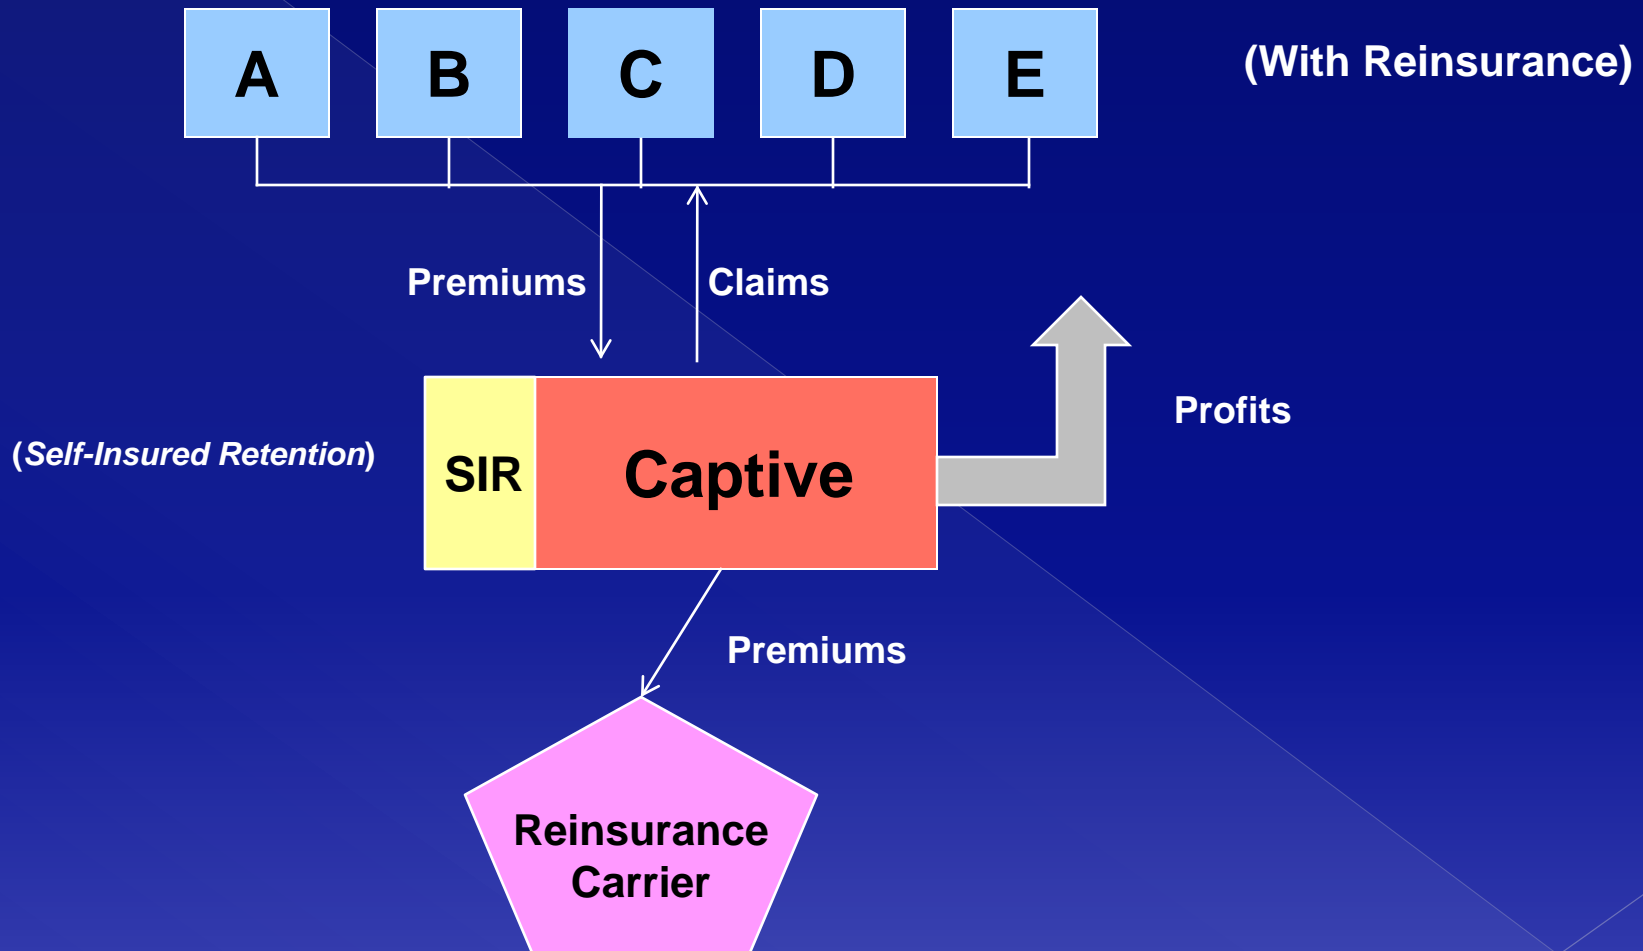 A
B
C
D
E
(With Reinsurance)
Premiums
Claims
Profits
(Self-Insured Retention)
SIR
Captive
Premiums
Reinsurance
Carrier